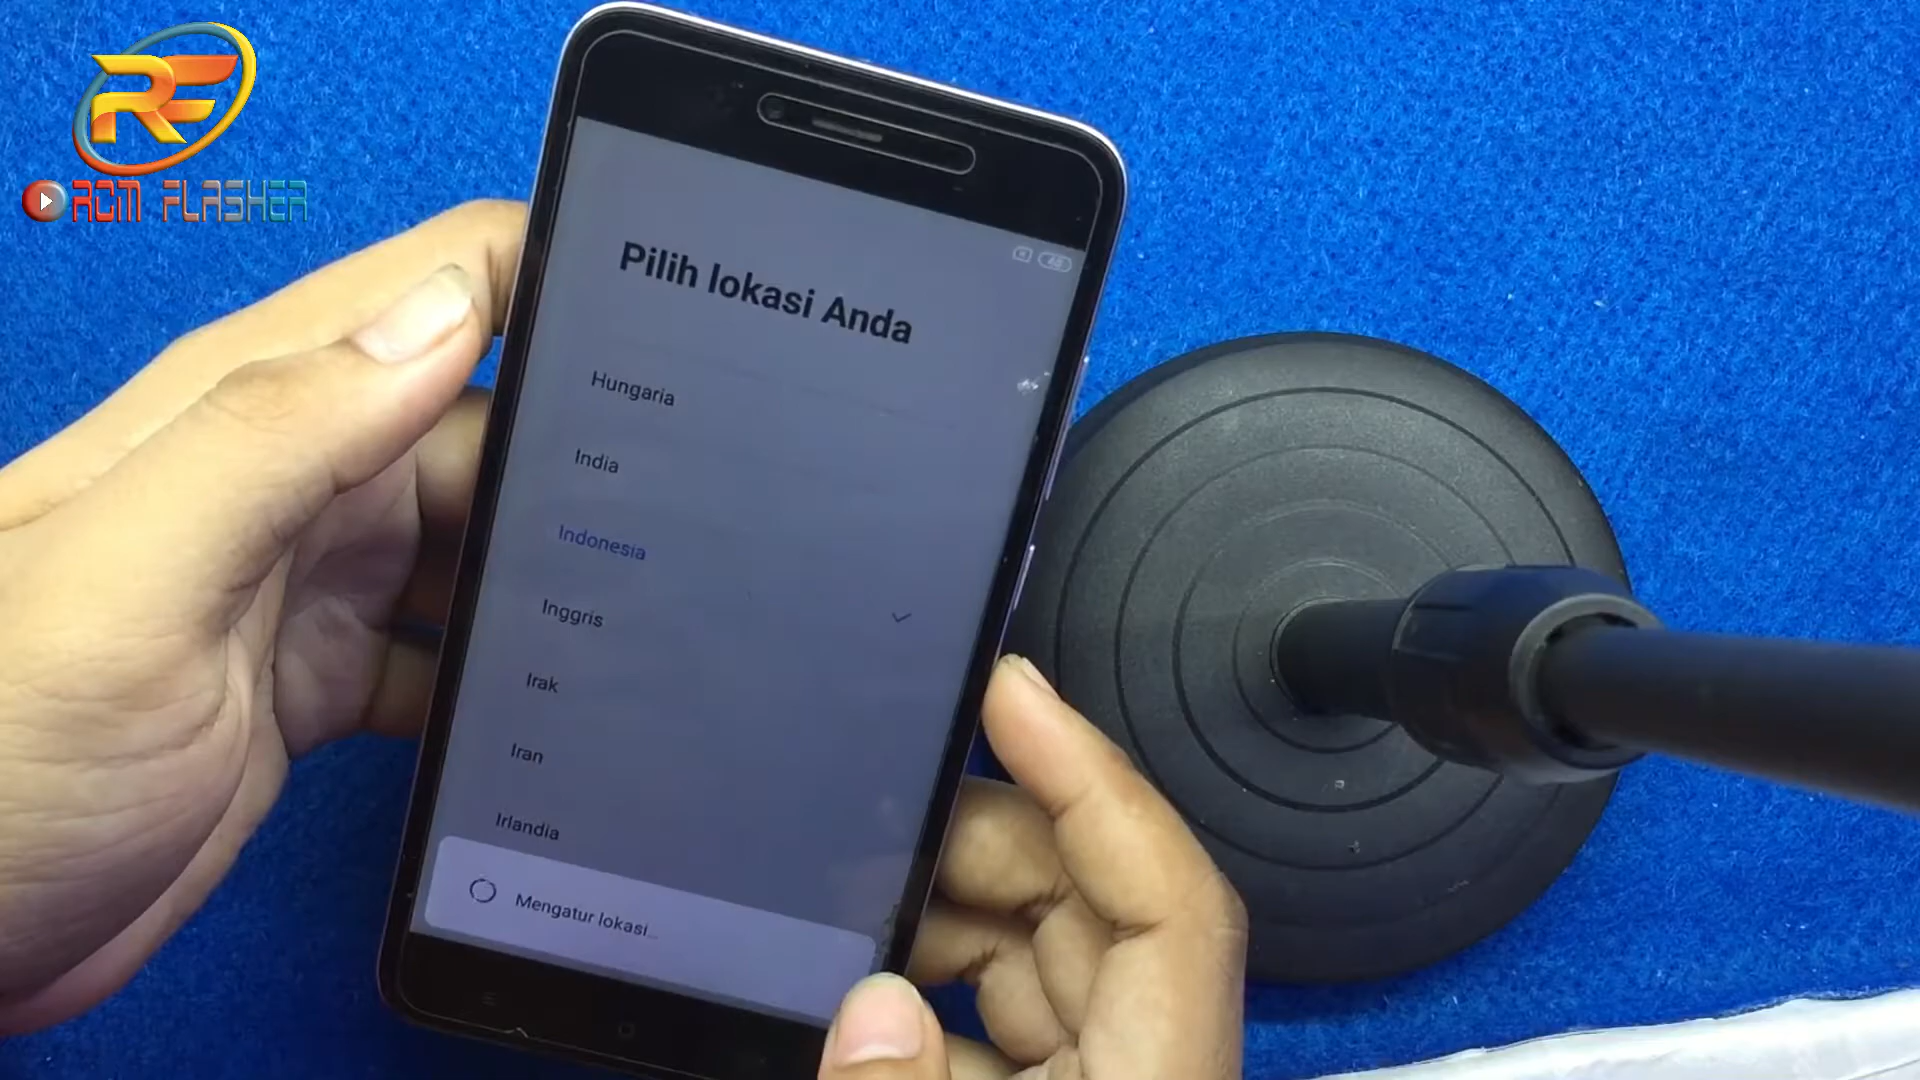 RF
ROM FLASHER
Pilih lokasi Anda
Hungaria
India
Indonesia
Inggris
Irak
Iran
Irlandia
Mengatur lokasi...